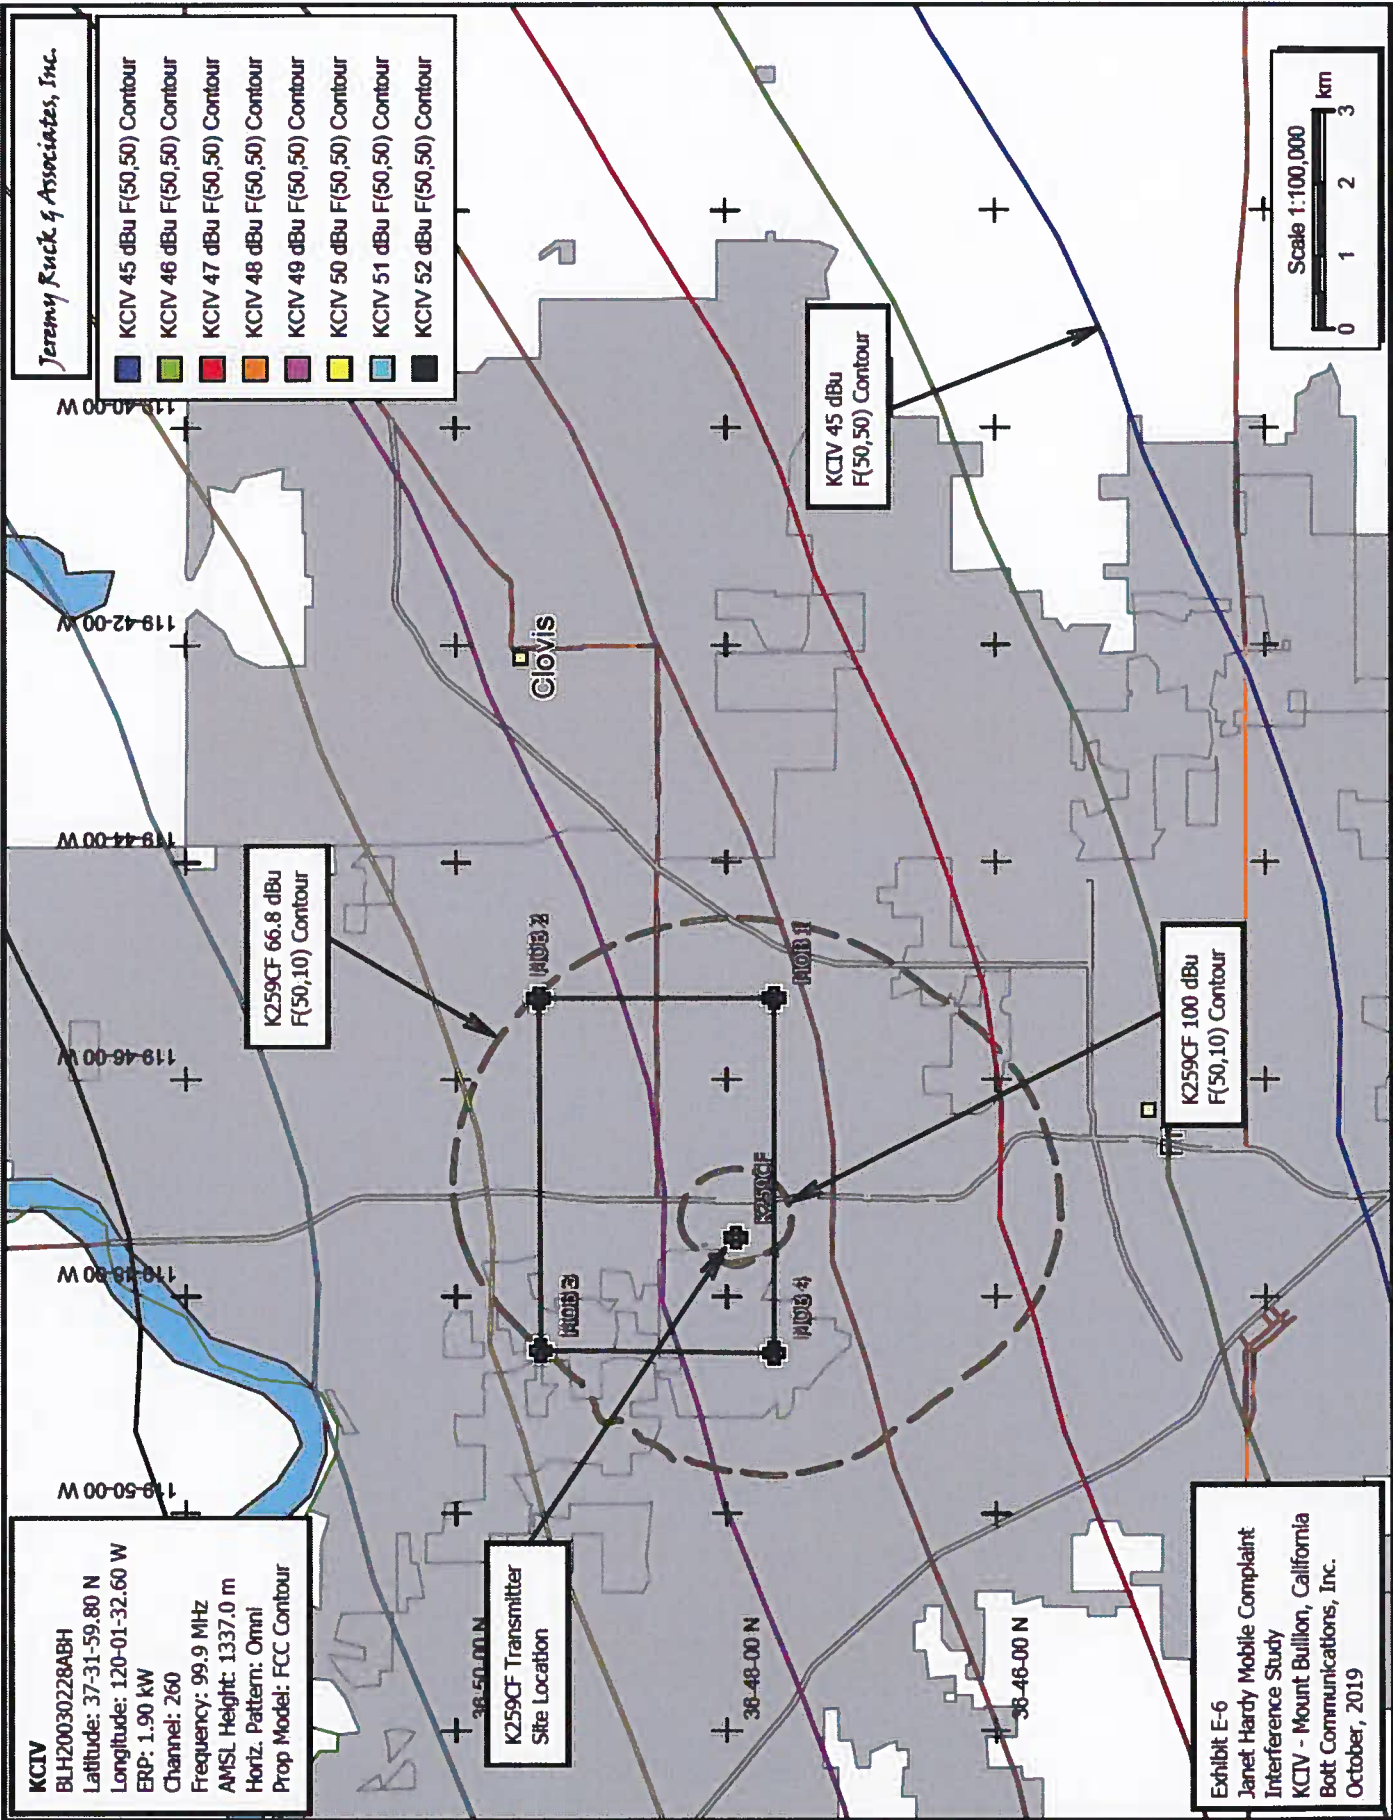 KCIV
BLH20030228ABH
Latitude: 37-31-59.80 N
Longitude: 120-01-32.60 W
ERP: 1.90 kW
Channel: 260
Frequency: 99.9 MHz
AMSL Height: 1337.0 m
Horiz. Pattern: Omni
Prop Model: FCC Contour
Jeremy Ruck & Associates, Inc.
KCIV 45 dBu F(50,50) Contour
KCIV 46 dBu F(50,50) Contour
KCIV 47 dBu F(50,50) Contour
KCIV 48 dBu F(50,50) Contour
KCIV 49 dBu F(50,50) Contour
KCIV 50 dBu F(50,50) Contour
KCIV 51 dBu F(50,50) Contour
KCIV 52 dBu F(50,50) Contour
119-50-00 W
119-48-00 W
119-46-00 W
119-44-00 W
119-42-00 W
119-40-00 W
K259CF 66.8 dBu
F(50,10) Contour
36-50-00 N
K259CF Transmitter
Site Location
MOB 3
MOB 2
Clovis
36-48-00 N
K259CF
MOB 4
MOB 1
KCIV 45 dBu
F(50,50) Contour
36-46-00 N
K259CF 100 dBu
F(50,10) Contour
Exhibit E-6
Janet Hardy Mobile Complaint
Interference Study
KCIV - Mount Bullion, California
Bott Communications, Inc.
October, 2019
Scale 1:100,000
0 1 2 3 km